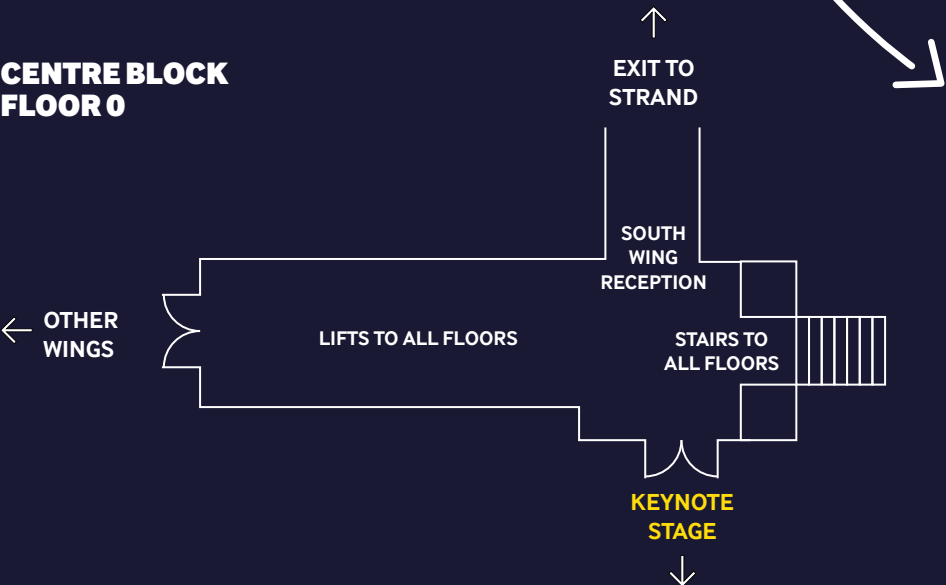 CENTRE BLOCK
FLOOR 0
EXIT TO
STRAND
SOUTH
WING
RECEPTION
OTHER
WINGS
LIFTS TO ALL FLOORS
STAIRS TO
ALL FLOORS
KEYNOTE
STAGE